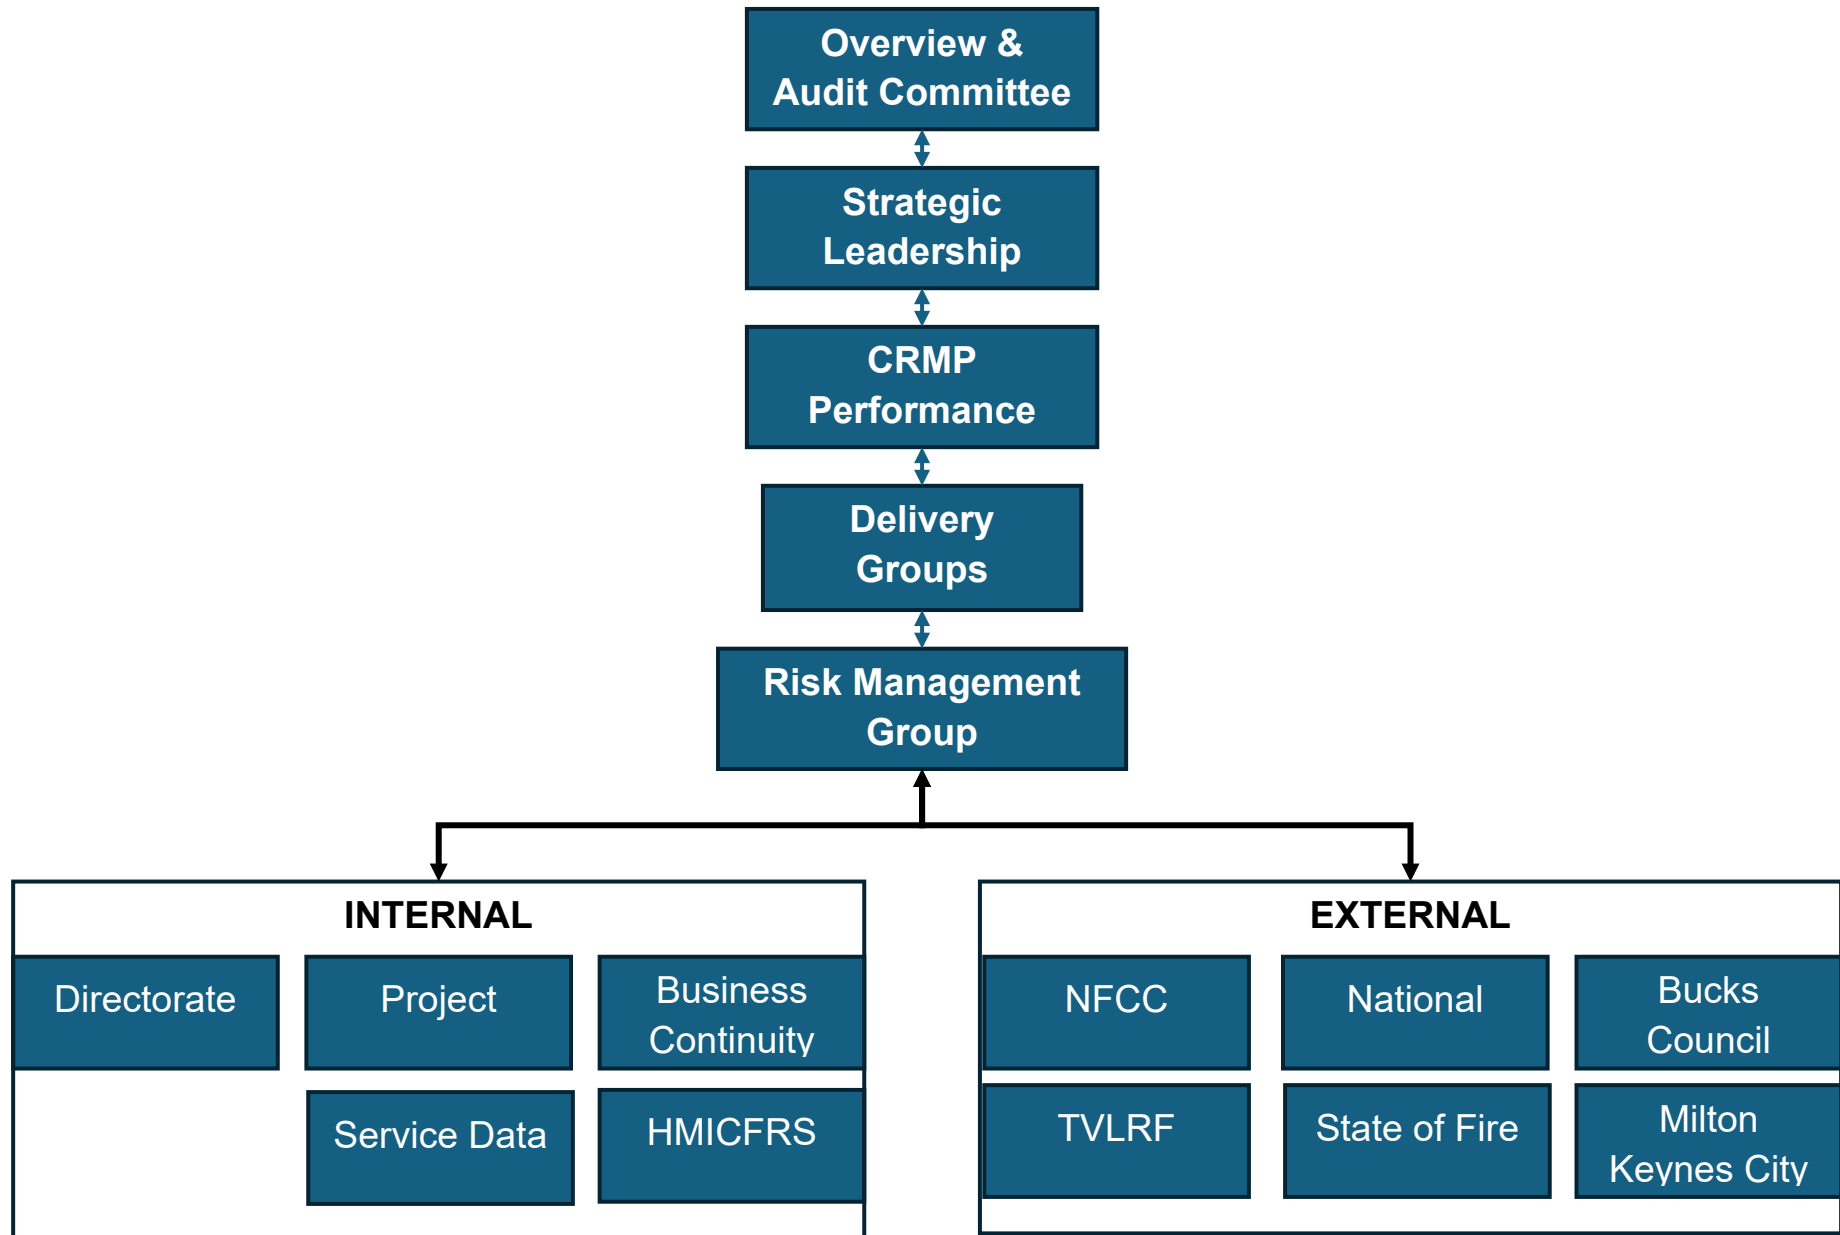 Overview &
Audit Committee
Strategic
Leadership
CRMP
Performance
Delivery
Groups
Risk Management
Group
INTERNAL
Directorate
Project
Business
Continuity
Service Data
HMICFRS
EXTERNAL
NFCC
National
Bucks
Council
TVLRF
State of Fire
Milton
Keynes City